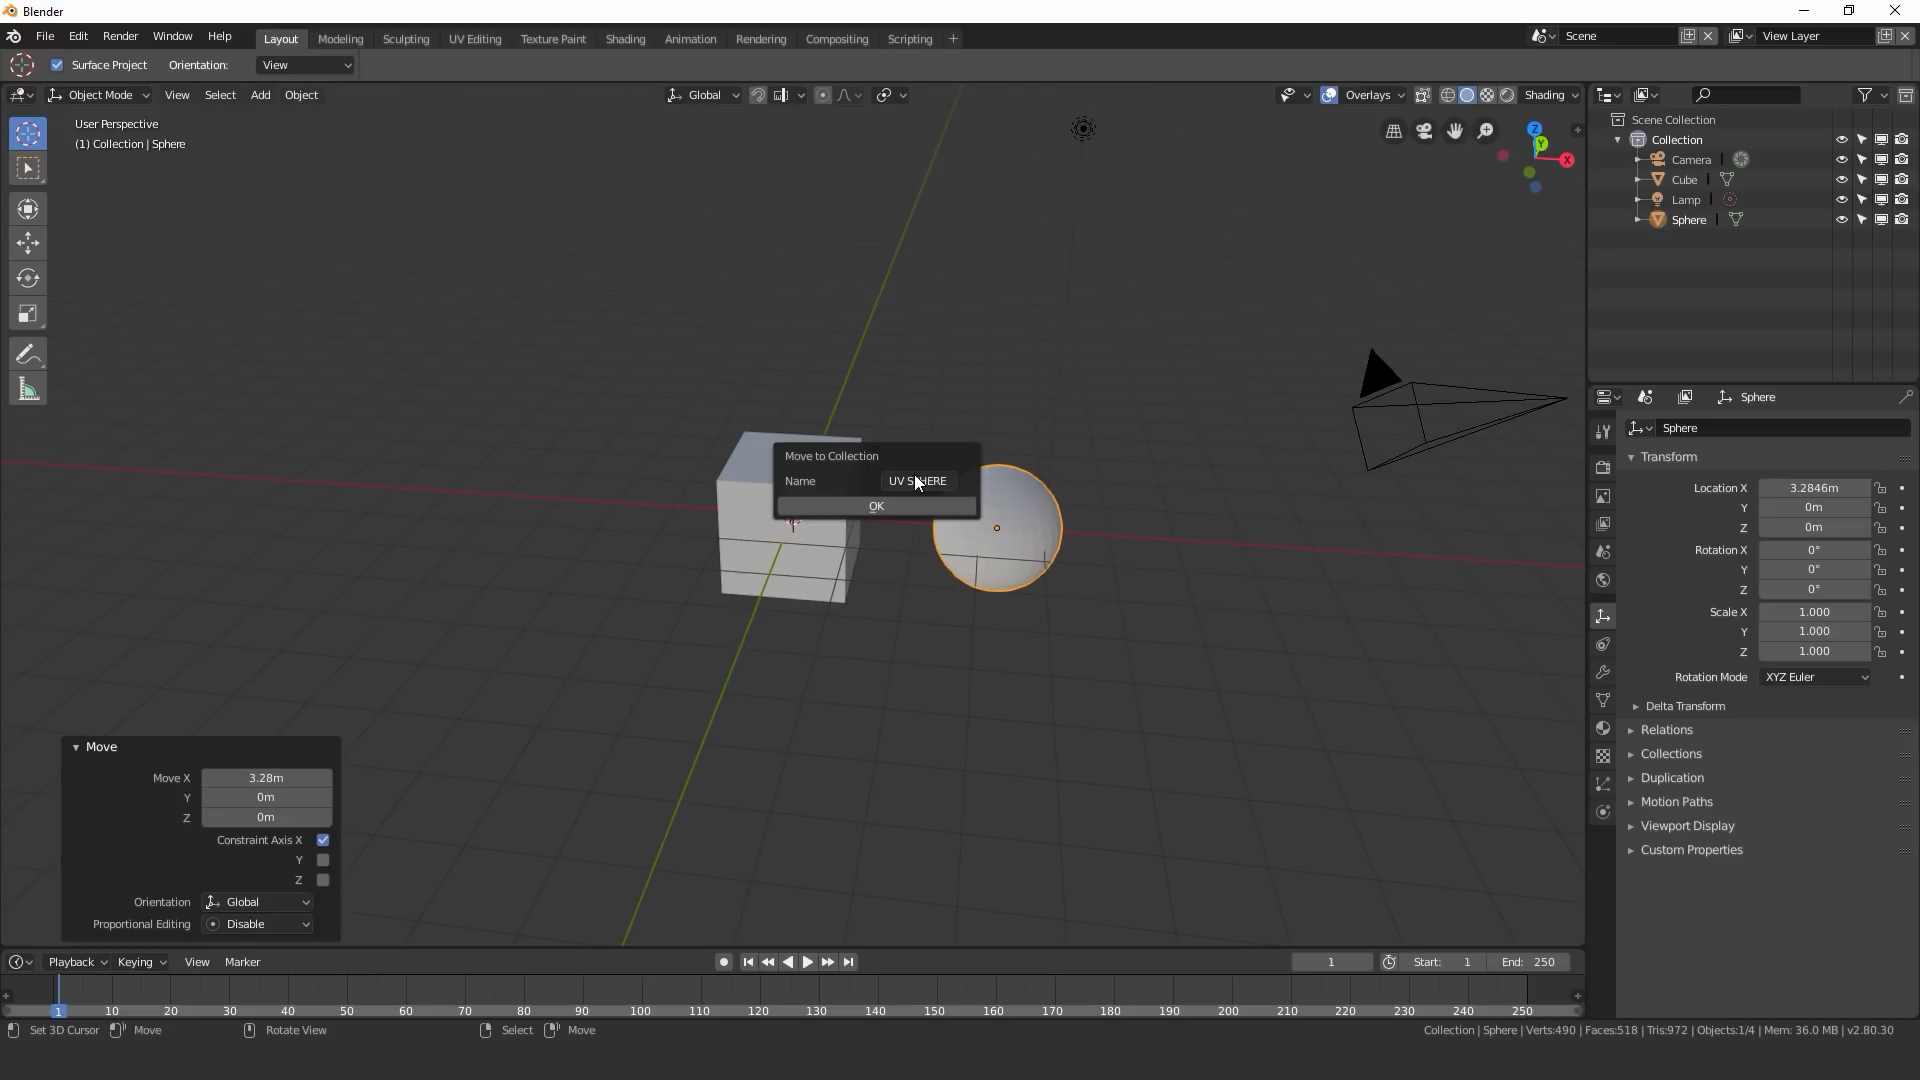 Blender
File Edit Render Window Help Layout Modeling Sculpting UV Editing Texture Paint Shading Animation Rendering Compositing Scripting + Scene View Layer
Surface Project Orientation: View
Object Mode View Select Add Object Global Overlays Shading
User Perspective
(1) Collection | Sphere
Z
Y
X
Scene Collection
Collection
Camera
Cube
Lamp
Sphere
Move to Collection
Name UV SPHERE
OK
Sphere
Sphere
Transform
Location X 3.2846m
Y 0m
Z 0m
Rotation X 0°
Y 0°
Z 0°
Scale X 1.000
Y 1.000
Z 1.000
Rotation Mode XYZ Euler
Delta Transform
Relations
Collections
Duplication
Motion Paths
Viewport Display
Custom Properties
Move
Move X 3.28m
Y 0m
Z 0m
Constraint Axis X
Y
Z
Orientation Global
Proportional Editing Disable
Playback Keying View Marker 1 Start: 1 End: 250
1 10 20 30 40 50 60 70 80 90 100 110 120 130 140 150 160 170 180 190 200 210 220 230 240 250
Set 3D Cursor Move Rotate View Select Move Collection | Sphere | Verts:490 | Faces:518 | Tris:972 | Objects:1/4 | Mem: 36.0 MB | v2.80.30